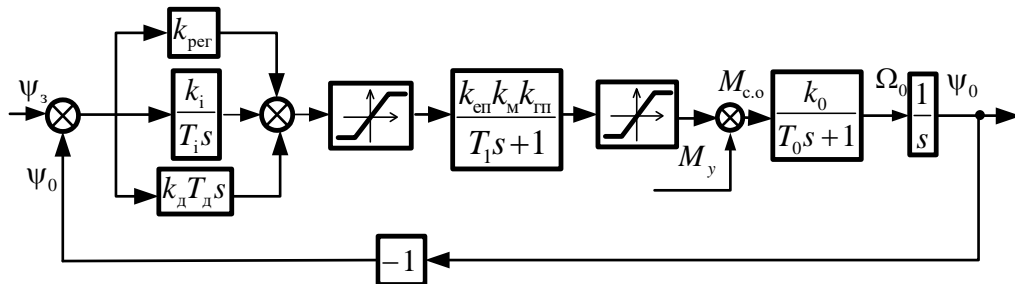 k_рег
ψ_з
k_i
T_i s
k_д T_д s
ψ_0
k_еп k_м k_гп
T_1 s + 1
M_с.о
M_y
k_0
T_0 s + 1
Ω_0
1
s
ψ_0
−1